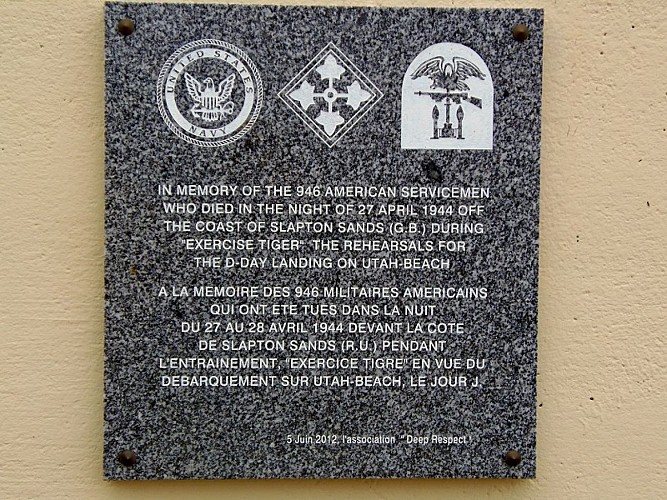 UNITED STATES
NAVY
IN MEMORY OF THE 946 AMERICAN SERVICEMEN
WHO DIED IN THE NIGHT OF 27 APRIL 1944 OFF
THE COAST OF SLAPTON SANDS (G.B.) DURING
"EXERCISE TIGER" THE REHEARSALS FOR
THE D-DAY LANDING ON UTAH-BEACH
A LA MEMOIRE DES 946 MILITAIRES AMERICAINS
QUI ONT ETE TUES DANS LA NUIT
DU 27 AU 28 AVRIL 1944 DEVANT LA COTE
DE SLAPTON SANDS (R.U.) PENDANT
L'ENTRAINEMENT, "EXERCICE TIGRE" EN VUE DU
DEBARQUEMENT SUR UTAH-BEACH, LE JOUR J.
5 Juin 2012, l'association " Deep Respect !